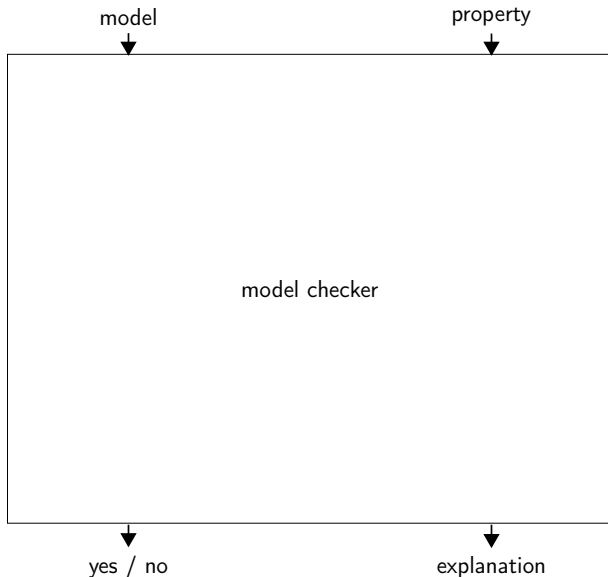 model
property
model checker
yes / no
explanation